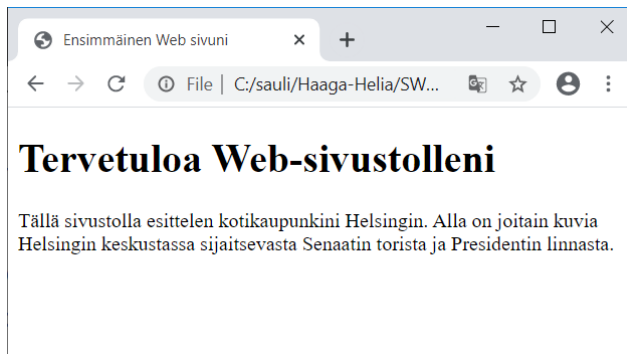 Ensimmäinen Web sivuni
File | C:/sauli/Haaga-Helia/SW...
Tervetuloa Web-sivustolleni
Tällä sivustolla esittelen kotikaupunkini Helsingin. Alla on joitain kuvia
Helsingin keskustassa sijaitsevasta Senaatin torista ja Presidentin linnasta.